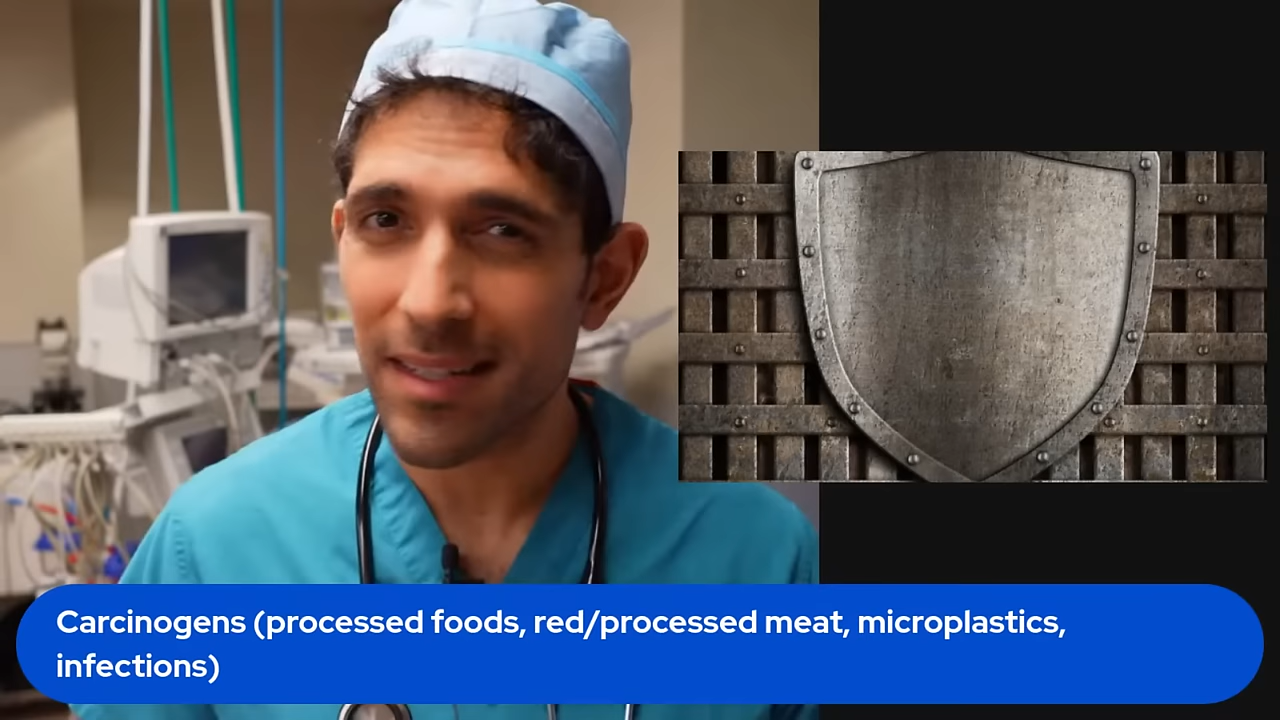 Carcinogens (processed foods, red/processed meat, microplastics,
infections)